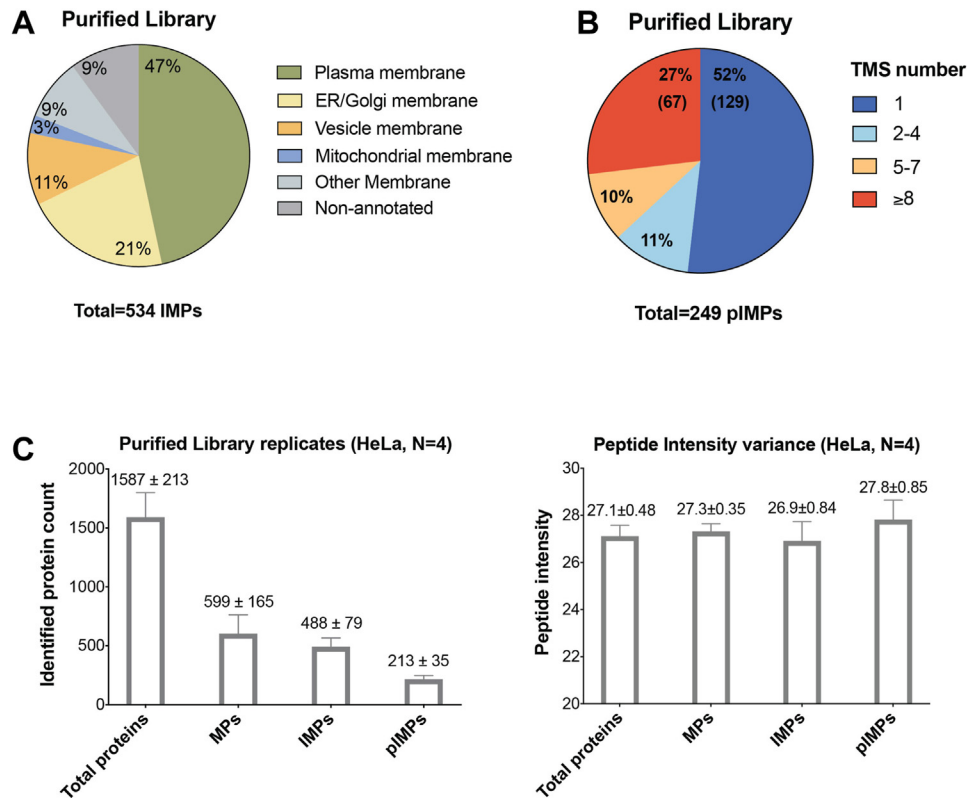 A
Purified Library
47%
21%
11%
3%
9%
9%
Plasma membrane
ER/Golgi membrane
Vesicle membrane
Mitochondrial membrane
Other Membrane
Non-annotated
Total=534 IMPs
B
Purified Library
27%
(67)
52%
(129)
10%
11%
TMS number
1
2-4
5-7
≥8
Total=249 pIMPs
C
Purified Library replicates (HeLa, N=4)
Identified protein count
2000
1500
1000
500
0
1587 ± 213
599 ± 165
488 ± 79
213 ± 35
Total proteins
MPs
IMPs
pIMPs
Peptide Intensity variance (HeLa, N=4)
Peptide intensity
30
28
26
24
22
20
27.1±0.48
27.3±0.35
26.9±0.84
27.8±0.85
Total proteins
MPs
IMPs
pIMPs